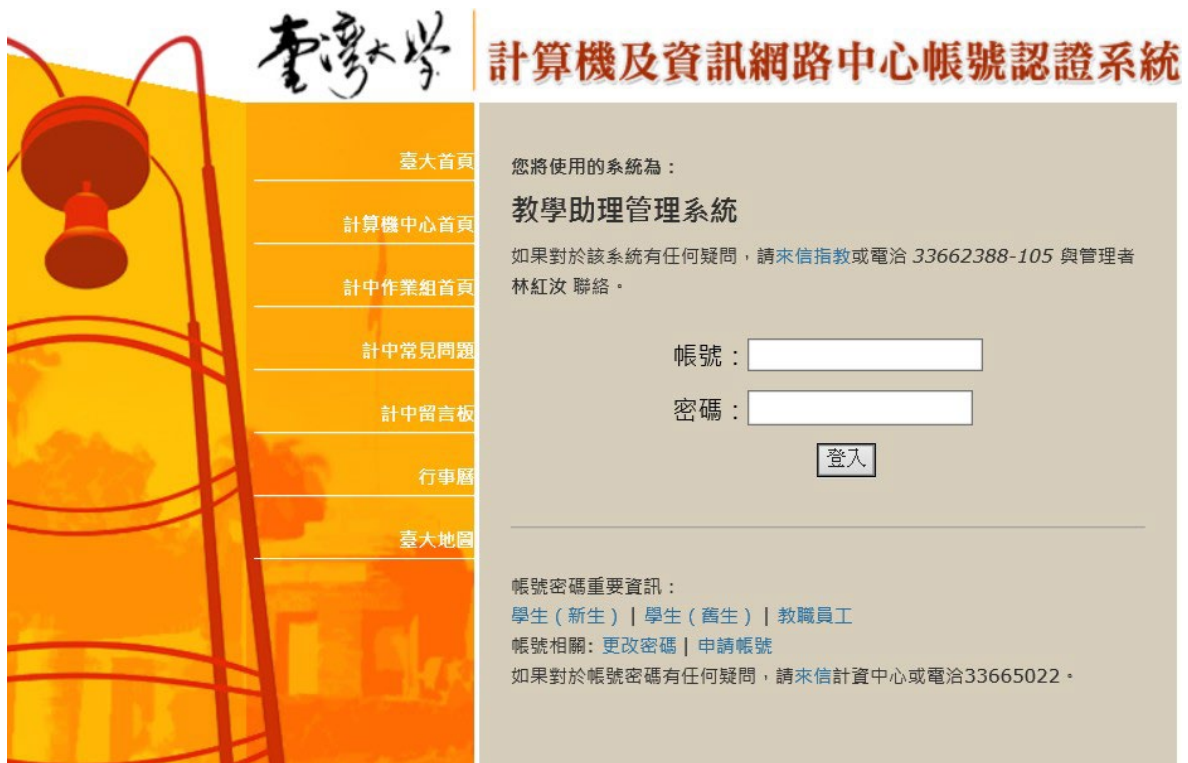 臺灣大學
計算機及資訊網路中心帳號認證系統
臺大首頁
計算機中心首頁
計中作業組首頁
計中常見問題
計中留言板
行事曆
臺大地圖
您將使用的系統為：
教學助理管理系統
如果對於該系統有任何疑問，請來信指教或電洽 33662388-105 與管理者
林紅汝 聯絡。
帳號：
密碼：
登入
帳號密碼重要資訊：
學生（新生）| 學生（舊生）| 教職員工
帳號相關: 更改密碼 | 申請帳號
如果對於帳號密碼有任何疑問，請來信計資中心或電洽33665022。